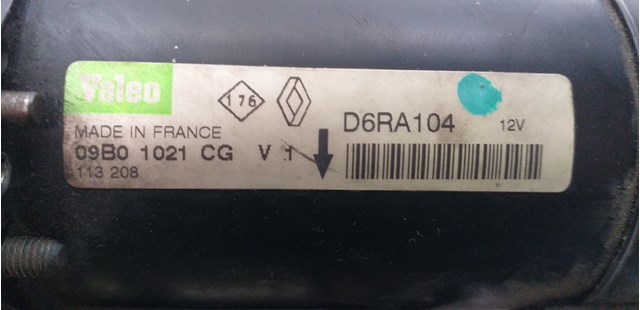 Valeo
176
D6RA104 12V
MADE IN FRANCE
09B0 1021 CG V 1
113 208